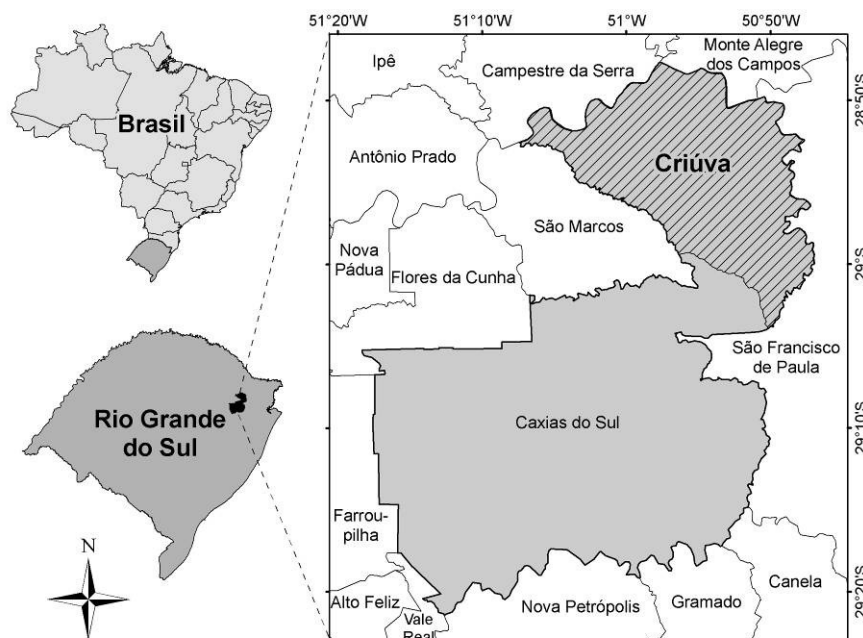 51°20'W 51°10'W 51°W 50°50'W
Ipê
Campestre da Serra
Monte Alegre
dos Campos
28°50'S
Brasil
Antônio Prado
Criúva
São Marcos
Nova
Pádua
Flores da Cunha
29°S
São Francisco
de Paula
Rio Grande
do Sul
Caxias do Sul
29°10'S
Farrou-
pilha
N
Canela
Alto Feliz
Vale
Real
Nova Petrópolis
Gramado
29°20'S